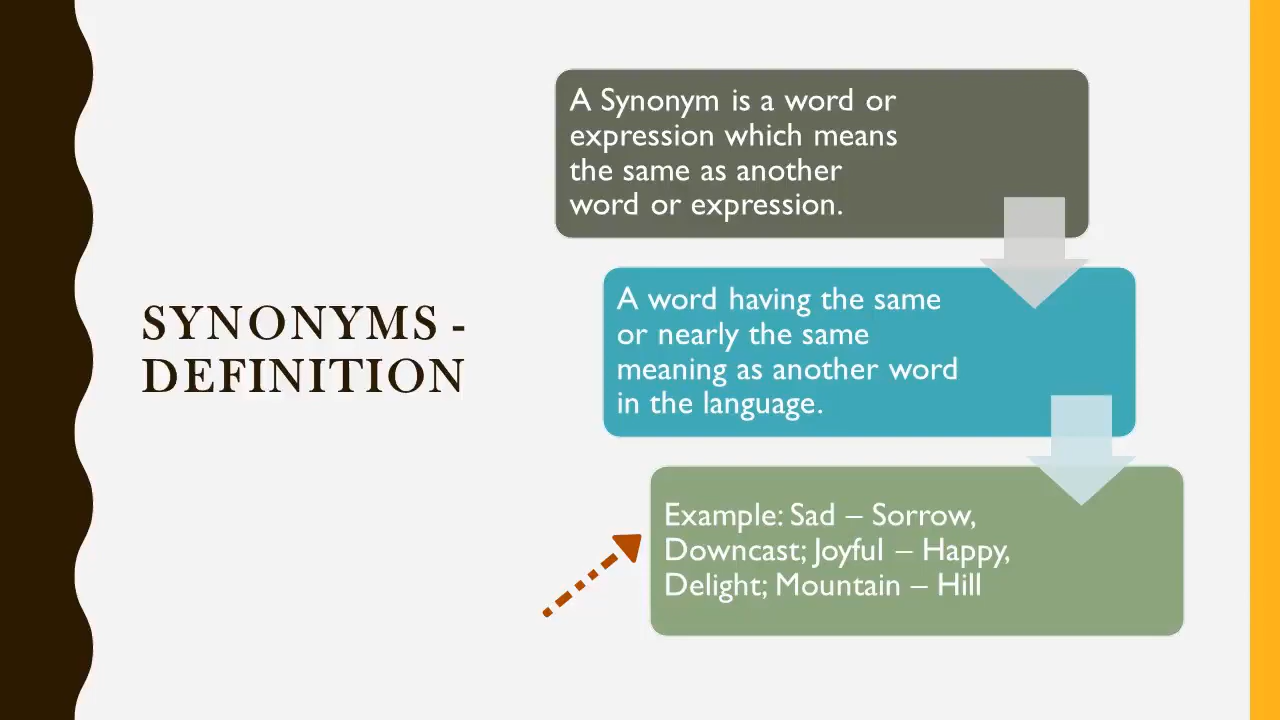 SYNONYMS -
DEFINITION
A Synonym is a word or
expression which means
the same as another
word or expression.
A word having the same
or nearly the same
meaning as another word
in the language.
Example: Sad – Sorrow,
Downcast; Joyful – Happy,
Delight; Mountain – Hill